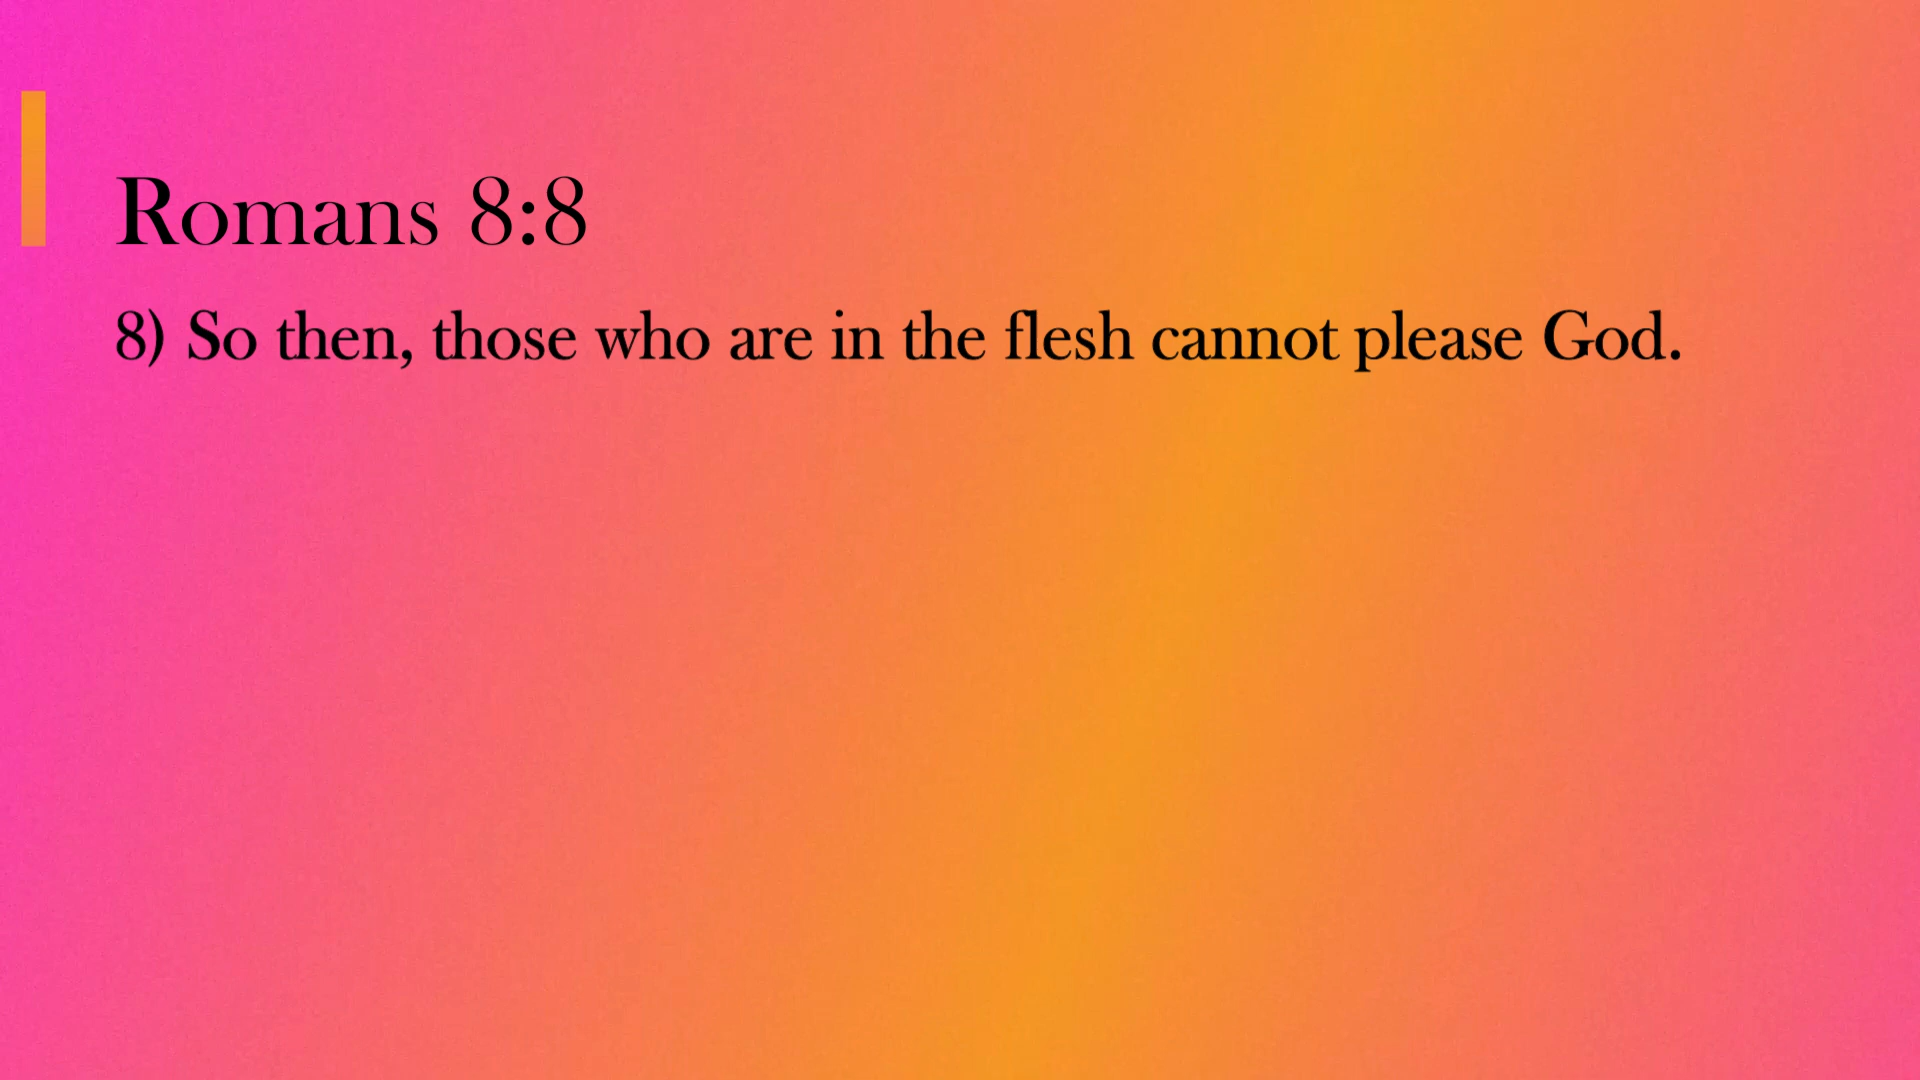 Romans 8:8
8) So then, those who are in the flesh cannot please God.